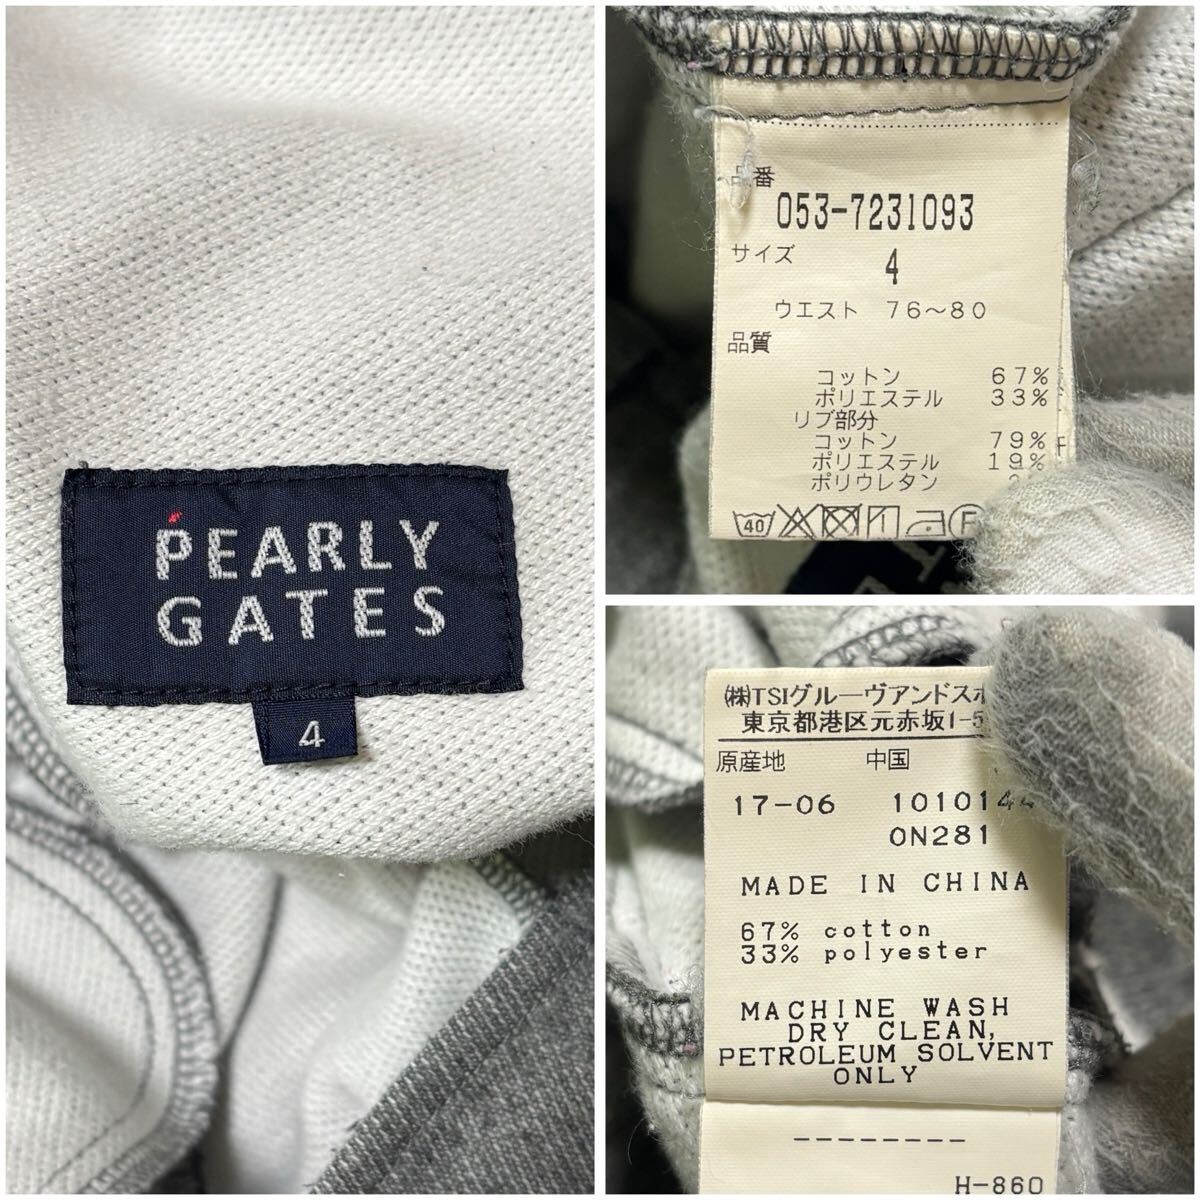 PEARLY
GATES
4
品番
053-7231093
サイズ
4
ウエスト 76〜80
品質
コットン 67%
ポリエステル 33%
リブ部分
コットン 79%
ポリエステル 19%
ポリウレタン
40
F
㈱TSIグルーヴアンドスポ
東京都港区元赤坂1-5
原産地 中国
17-06 1010144
0N281
MADE IN CHINA
67% cotton
33% polyester
MACHINE WASH
DRY CLEAN,
PETROLEUM SOLVENT
ONLY
---------
H-860